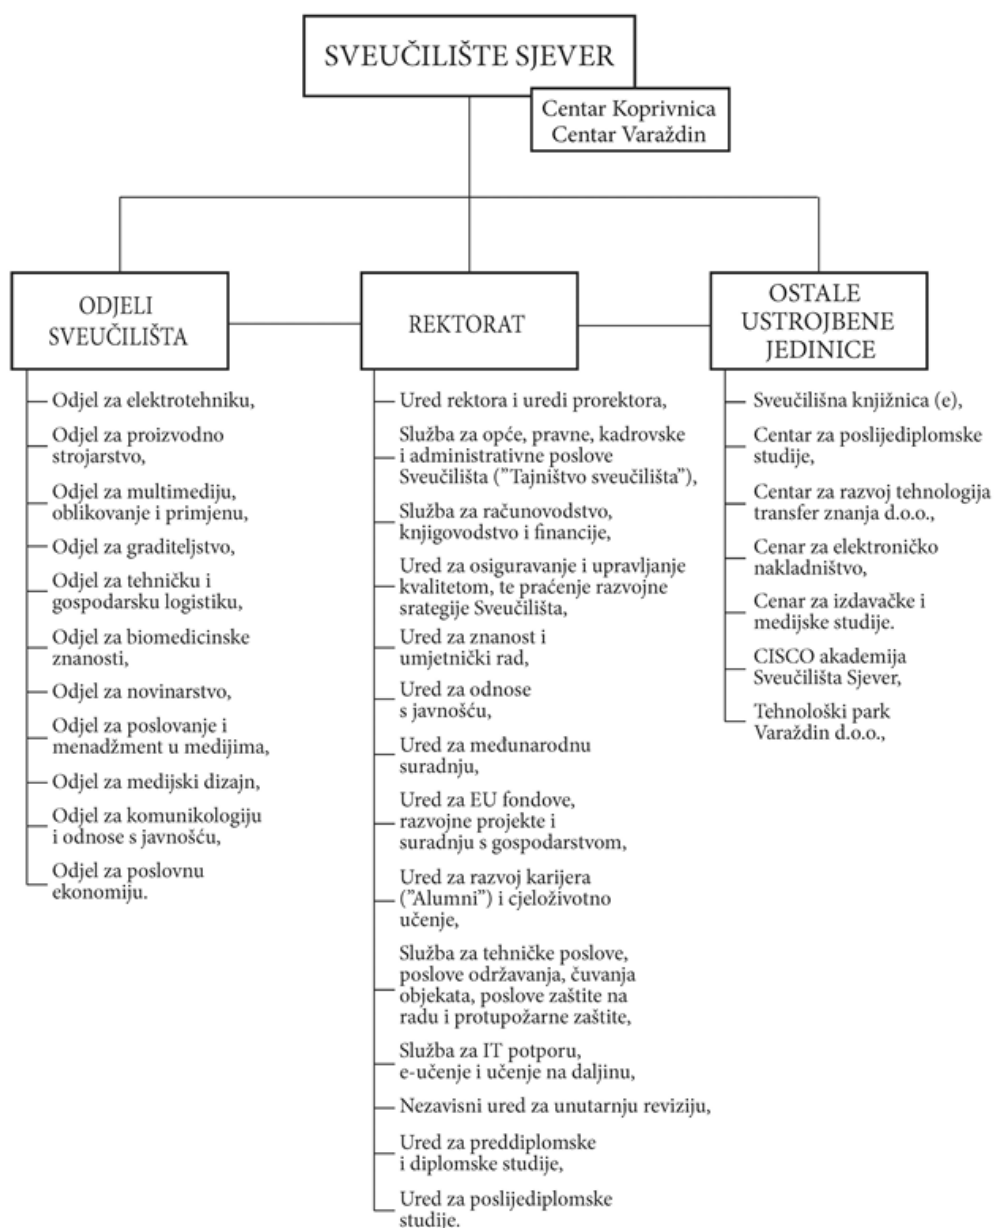 SVEUČILIŠTE SJEVER
Centar Koprivnica
Centar Varaždin
ODJELI
SVEUČILIŠTA
Odjel za elektrotehniku,
Odjel za proizvodno
strojarstvo,
Odjel za multimediju,
oblikovanje i primjenu,
Odjel za graditeljstvo,
Odjel za tehničku i
gospodarsku logistiku,
Odjel za biomedicinske
znanosti,
Odjel za novinarstvo,
Odjel za poslovanje i
menadžment u medijima,
Odjel za medijski dizajn,
Odjel za komunikologiju
i odnose s javnošću,
Odjel za poslovnu
ekonomiju.
REKTORAT
Ured rektora i uredi prorektora,
Služba za opće, pravne, kadrovske
i administrativne poslove
Sveučilišta (”Tajništvo sveučilišta”),
Služba za računovodstvo,
knjigovodstvo i financije,
Ured za osiguravanje i upravljanje
kvalitetom, te praćenje razvojne
srategije Sveučilišta,
Ured za znanost i
umjetnički rad,
Ured za odnose
s javnošću,
Ured za međunarodnu
suradnju,
Ured za EU fondove,
razvojne projekte i
suradnju s gospodarstvom,
Ured za razvoj karijera
(”Alumni”) i cjeloživotno
učenje,
Služba za tehničke poslove,
poslove održavanja, čuvanja
objekata, poslove zaštite na
radu i protupožarne zaštite,
Služba za IT potporu,
e-učenje i učenje na daljinu,
Nezavisni ured za unutarnju reviziju,
Ured za preddiplomske
i diplomske studije,
Ured za poslijediplomske
studije.
OSTALE
USTROJBENE
JEDINICE
Sveučilišna knjižnica (e),
Centar za poslijediplomske
studije,
Centar za razvoj tehnologija
transfer znanja d.o.o.,
Cenar za elektroničko
nakladništvo,
Cenar za izdavačke i
medijske studije.
CISCO akademija
Sveučilišta Sjever,
Tehnološki park
Varaždin d.o.o.,